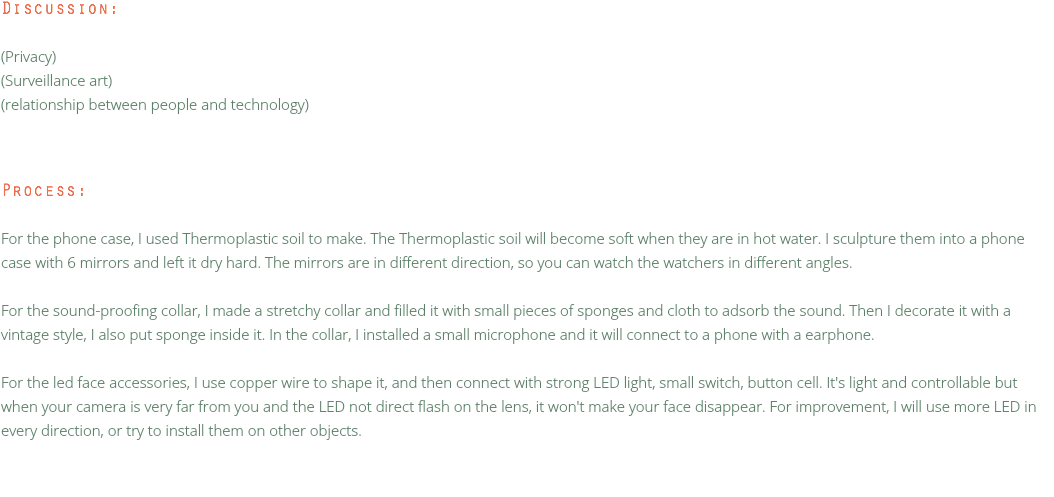 Discussion:
(Privacy)
(Surveillance art)
(relationship between people and technology)
Process:
For the phone case, I used Thermoplastic soil to make. The Thermoplastic soil will become soft when they are in hot water. I sculpture them into a phone
case with 6 mirrors and left it dry hard. The mirrors are in different direction, so you can watch the watchers in different angles.
For the sound-proofing collar, I made a stretchy collar and filled it with small pieces of sponges and cloth to adsorb the sound. Then I decorate it with a
vintage style, I also put sponge inside it. In the collar, I installed a small microphone and it will connect to a phone with a earphone.
For the led face accessories, I use copper wire to shape it, and then connect with strong LED light, small switch, button cell. It's light and controllable but
when your camera is very far from you and the LED not direct flash on the lens, it won't make your face disappear. For improvement, I will use more LED in
every direction, or try to install them on other objects.